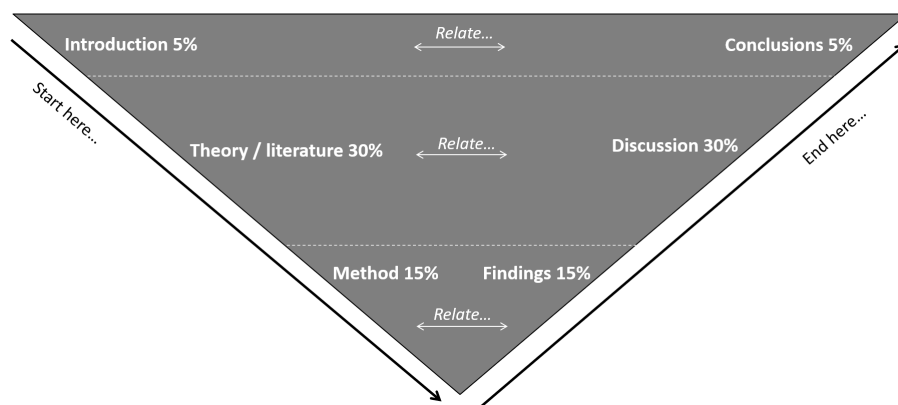 Introduction 5%
Relate…
Conclusions 5%
Start here…
Theory / literature 30%
Relate…
Discussion 30%
End here…
Method 15%
Findings 15%
Relate…